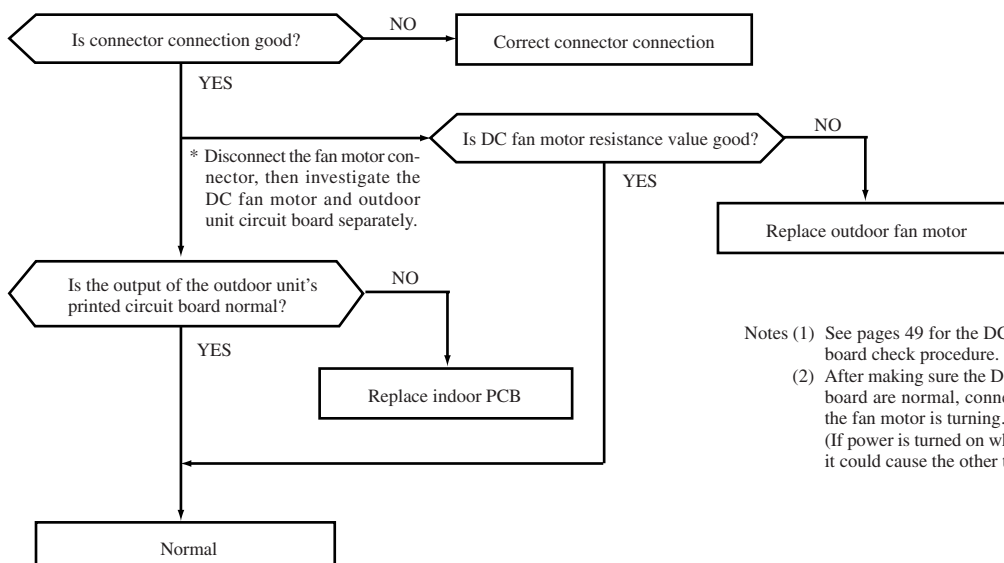 Is connector connection good?
NO
Correct connector connection
YES
* Disconnect the fan motor con-
nector, then investigate the
DC fan motor and outdoor
unit circuit board separately.
Is DC fan motor resistance value good?
NO
YES
Replace outdoor fan motor
Is the output of the outdoor unit's
printed circuit board normal?
NO
YES
Replace indoor PCB
Notes (1) See pages 49 for the DC
board check procedure.
(2) After making sure the D
board are normal, conne
the fan motor is turning.
(If power is turned on wh
it could cause the other t
Normal